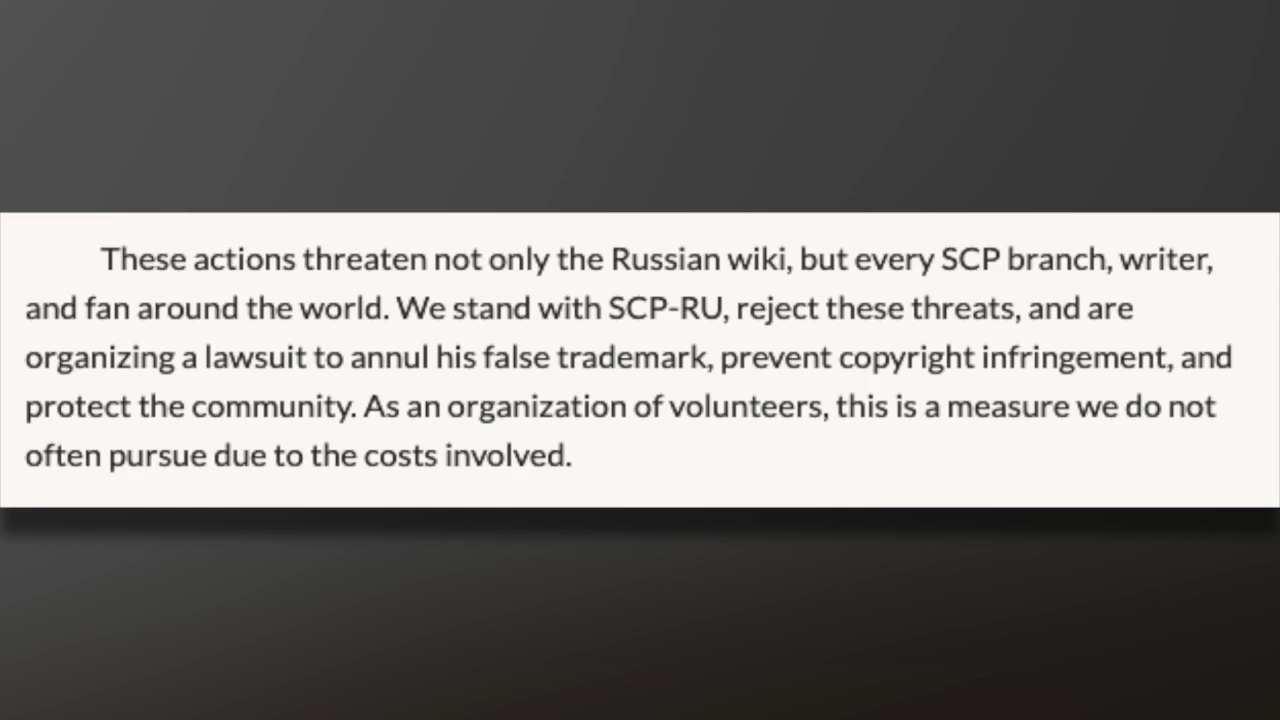 These actions threaten not only the Russian wiki, but every SCP branch, writer,
and fan around the world. We stand with SCP-RU, reject these threats, and are
organizing a lawsuit to annul his false trademark, prevent copyright infringement, and
protect the community. As an organization of volunteers, this is a measure we do not
often pursue due to the costs involved.